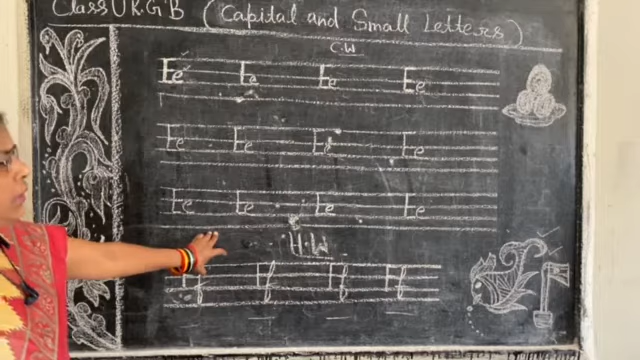 Class U.K.G 'B' (Capital and Small Letters)
C.W
Ee Ee Ee Ee
Ee Ee Ee Ee
Ee Ee Ee Ee
H.W
Ff Ff Ff Ff